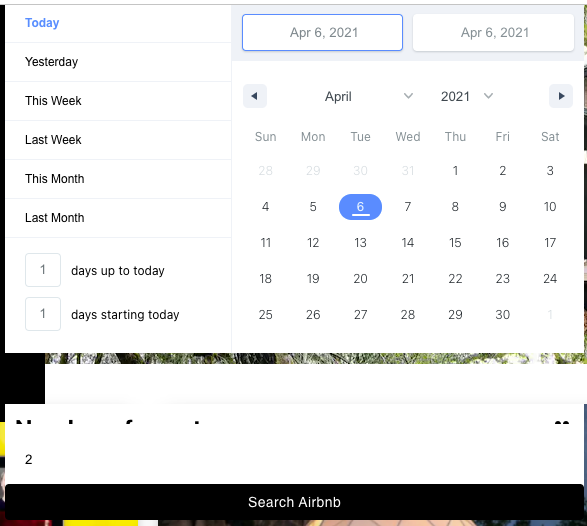 Today
Yesterday
This Week
Last Week
This Month
Last Month
1 days up to today
1 days starting today
Apr 6, 2021 Apr 6, 2021
April 2021
Sun Mon Tue Wed Thu Fri Sat
28 29 30 31 1 2 3
4 5 6 7 8 9 10
11 12 13 14 15 16 17
18 19 20 21 22 23 24
25 26 27 28 29 30 1
2
Search Airbnb